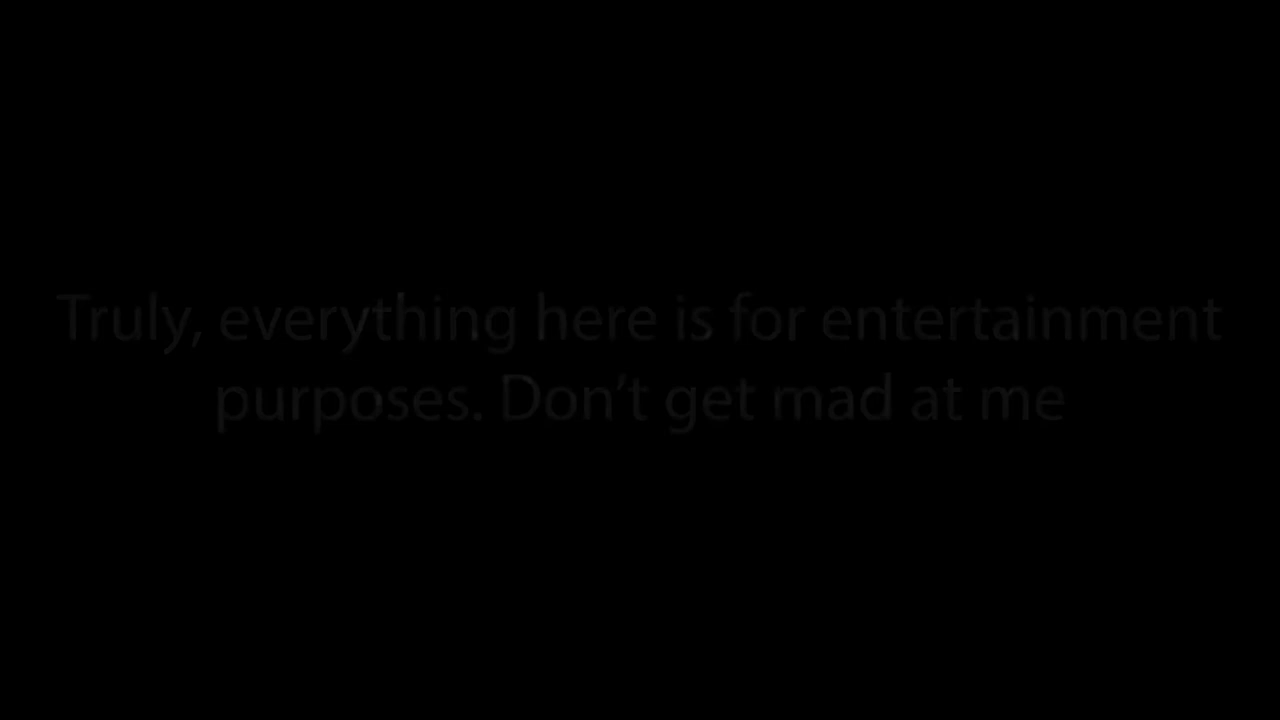 Truly, everything here is for entertainment
purposes. Don’t get mad at me